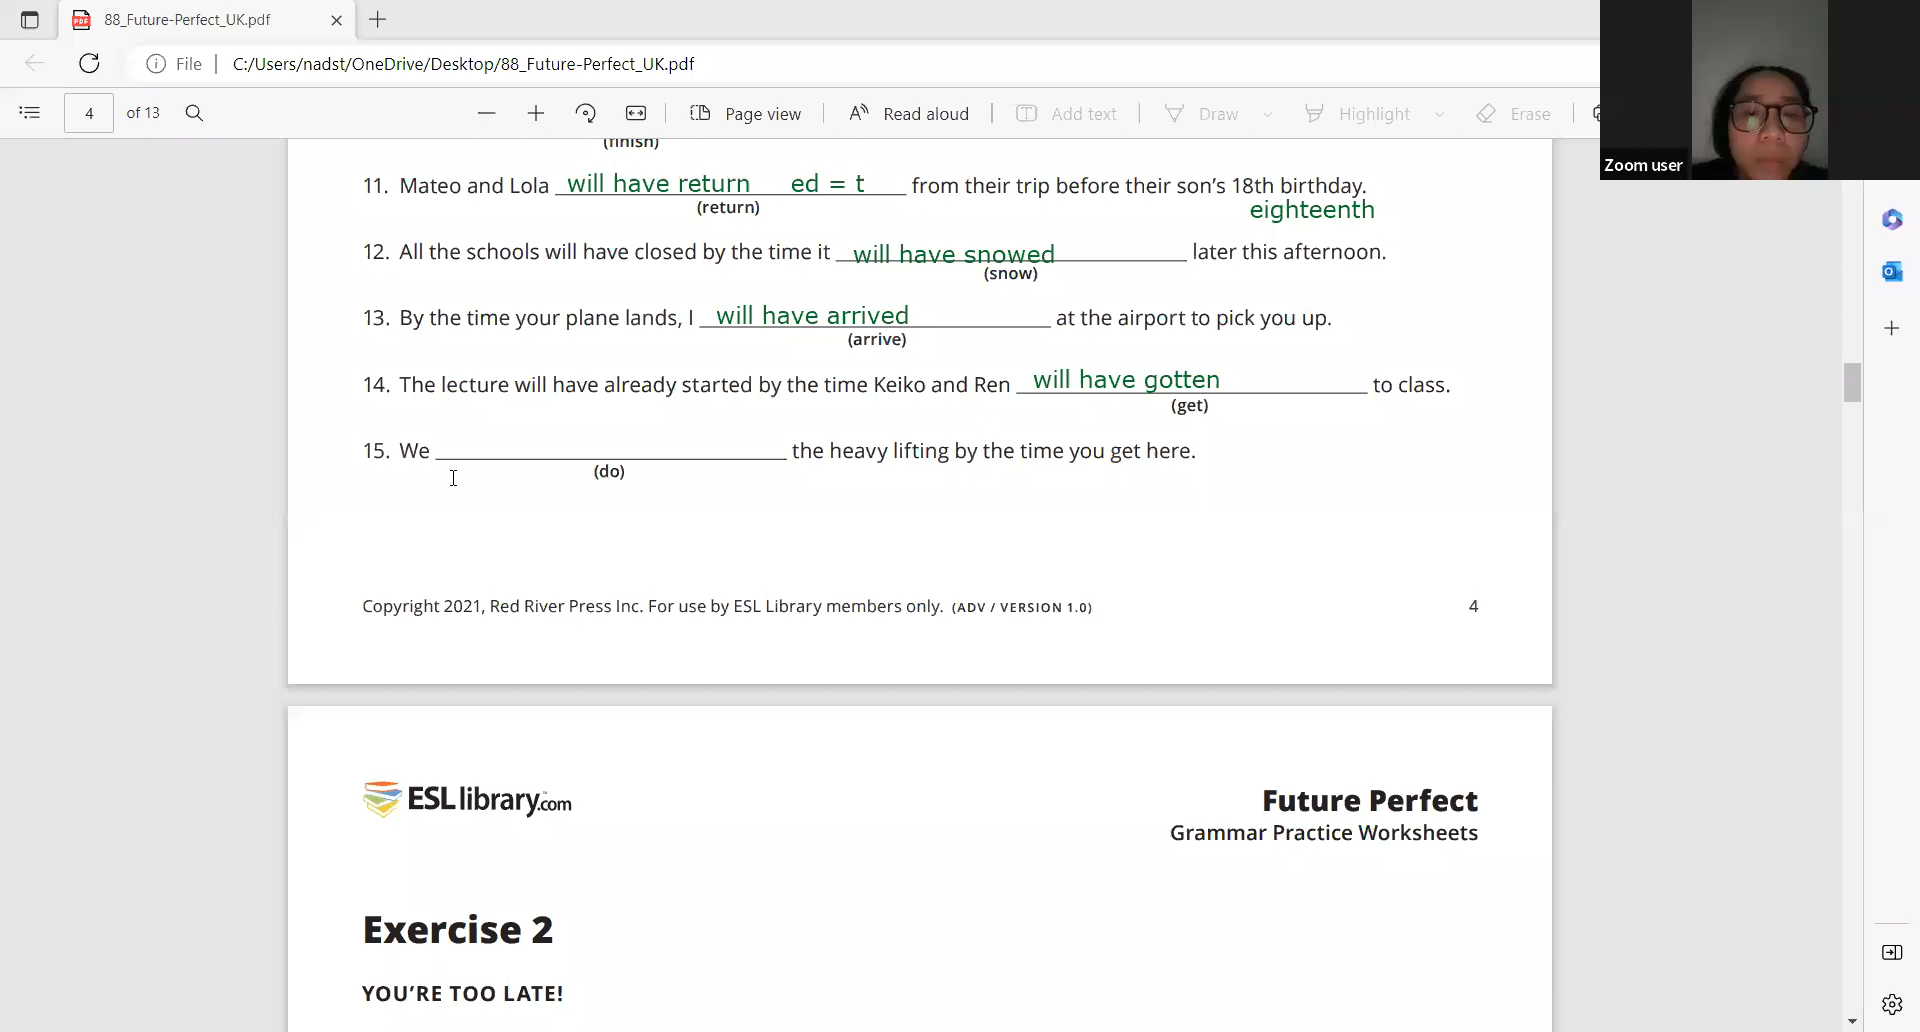 88_Future-Perfect_UK.pdf
File C:/Users/nadst/OneDrive/Desktop/88_Future-Perfect_UK.pdf
4 of 13 Page view Read aloud Add text Draw Highlight Erase
Zoom user
(finish)
11. Mateo and Lola will have return ed = t from their trip before their son's 18th birthday.
(return)
eighteenth
12. All the schools will have closed by the time it will have snowed later this afternoon.
(snow)
13. By the time your plane lands, I will have arrived at the airport to pick you up.
(arrive)
14. The lecture will have already started by the time Keiko and Ren will have gotten to class.
(get)
15. We the heavy lifting by the time you get here.
(do)
Copyright 2021, Red River Press Inc. For use by ESL Library members only. (ADV / VERSION 1.0) 4
ESL library.com
Future Perfect
Grammar Practice Worksheets
Exercise 2
YOU'RE TOO LATE!